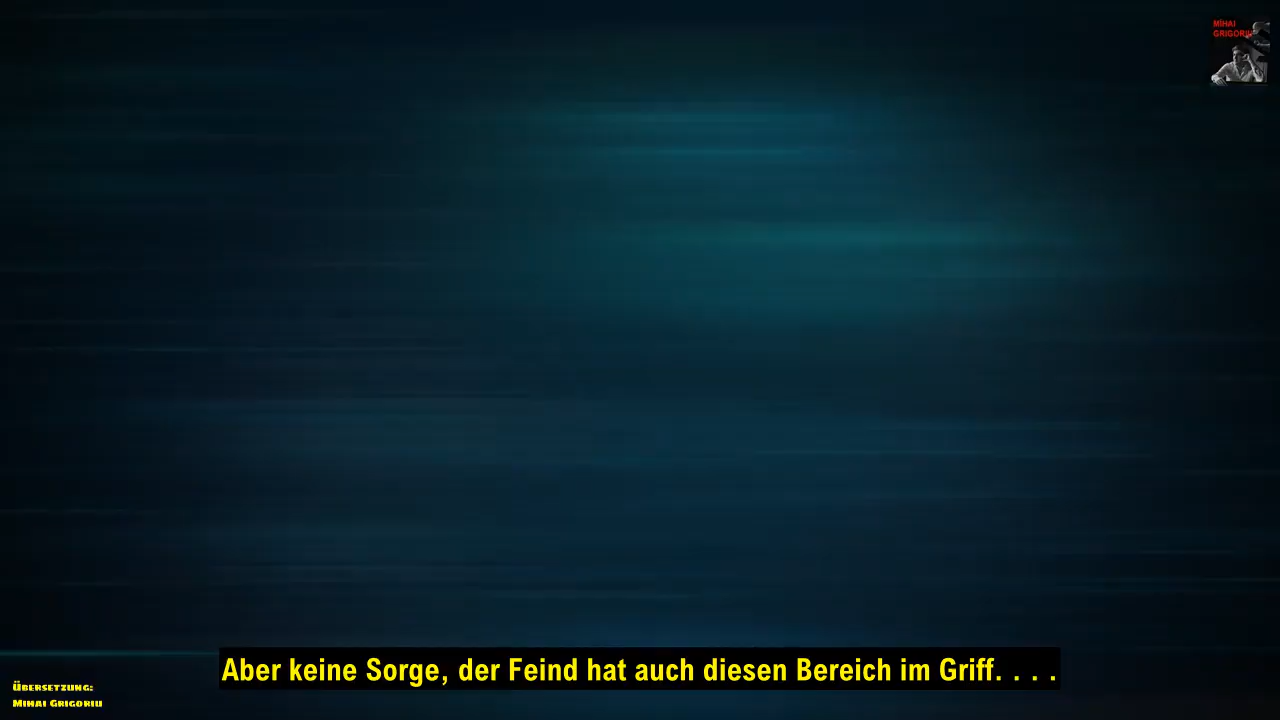 MIHAI
GRIGORIU
Aber keine Sorge, der Feind hat auch diesen Bereich im Griff. . . .
Übersetzung:
Mihai Grigoriu